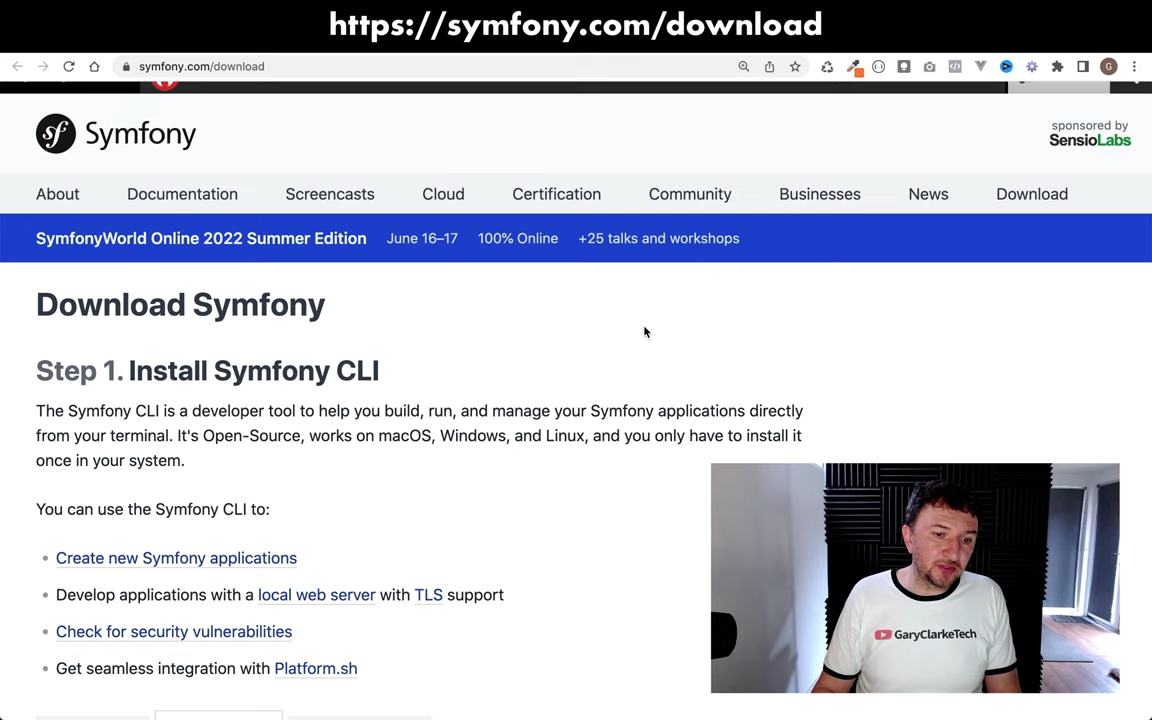 https://symfony.com/download
symfony.com/download
G
sf Symfony
sponsored by
SensioLabs
About Documentation Screencasts Cloud Certification Community Businesses News Download
SymfonyWorld Online 2022 Summer Edition June 16–17 100% Online +25 talks and workshops
Download Symfony
Step 1. Install Symfony CLI
The Symfony CLI is a developer tool to help you build, run, and manage your Symfony applications directly
from your terminal. It's Open-Source, works on macOS, Windows, and Linux, and you only have to install it
once in your system.
You can use the Symfony CLI to:
• Create new Symfony applications
• Develop applications with a local web server with TLS support
• Check for security vulnerabilities
• Get seamless integration with Platform.sh
GaryClarkeTech